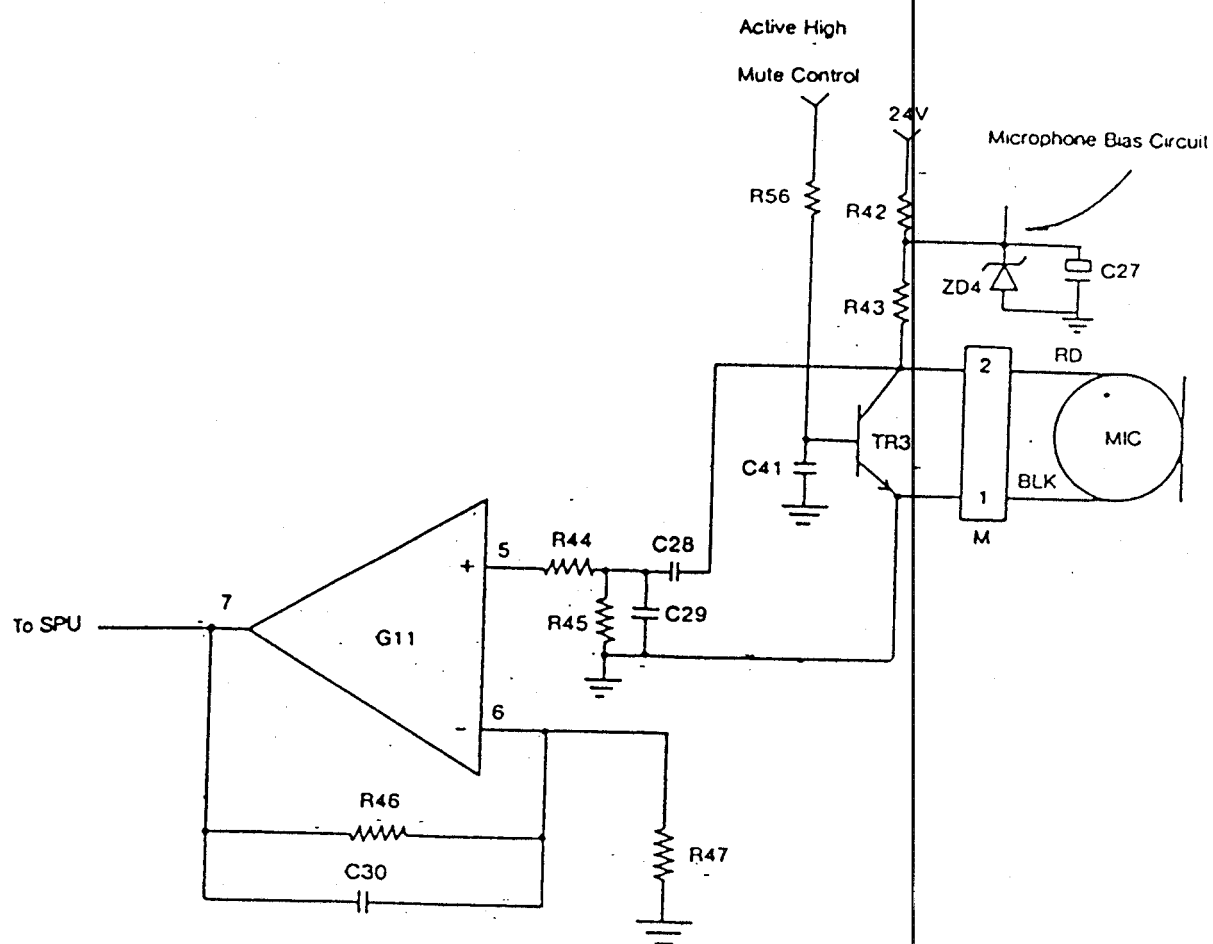 Active High
Mute Control
24V
Microphone Bias Circuit
R56
R42
ZD4
C27
R43
2
RD
TR3
MIC
C41
BLK
1
M
R44
C28
5
+
7
To SPU
G11
R45
C29
6
-
R46
R47
C30